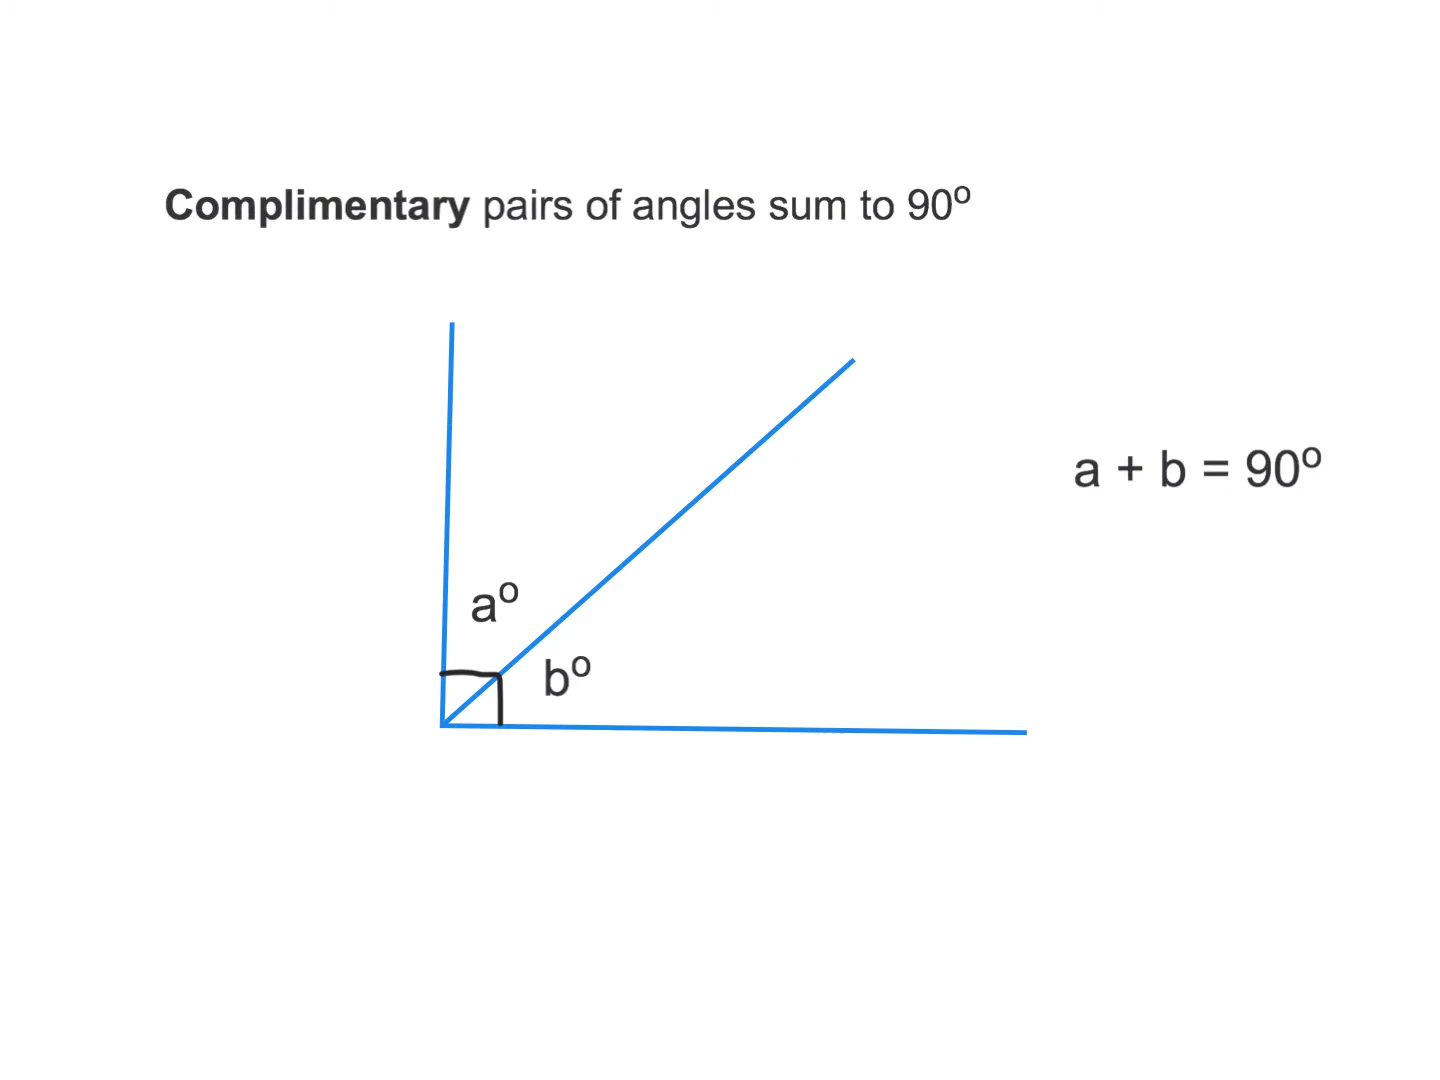 Complimentary pairs of angles sum to 90º
a + b = 90º
aº
bº